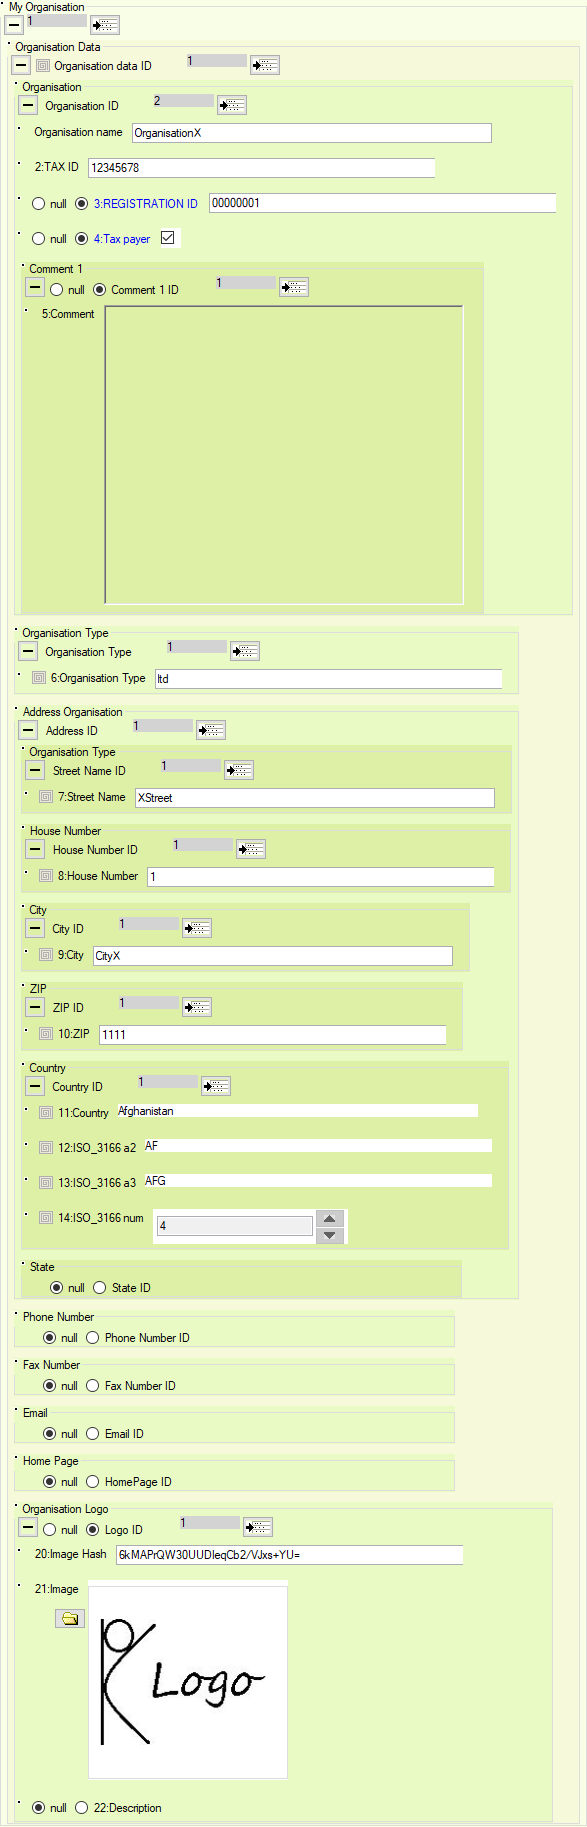 My Organisation
1
Organisation Data
Organisation data ID 1
Organisation
Organisation ID 2
Organisation name OrganisationX
2:TAX ID 12345678
null 3:REGISTRATION ID 00000001
null 4:Tax payer
Comment 1
null Comment 1 ID 1
5:Comment
Organisation Type
Organisation Type 1
6:Organisation Type ltd
Address Organisation
Address ID 1
Organisation Type
Street Name ID 1
7:Street Name XStreet
House Number
House Number ID 1
8:House Number 1
City
City ID 1
9:City CityX
ZIP
ZIP ID 1
10:ZIP 1111
Country
Country ID 1
11:Country Afghanistan
12:ISO_3166 a2 AF
13:ISO_3166 a3 AFG
14:ISO_3166 num 4
State
null State ID
Phone Number
null Phone Number ID
Fax Number
null Fax Number ID
Email
null Email ID
Home Page
null HomePage ID
Organisation Logo
null Logo ID 1
20:Image Hash 6kMAPrQW30UUDIeqCb2/VJxs+YU=
21:Image
Logo
null 22:Description